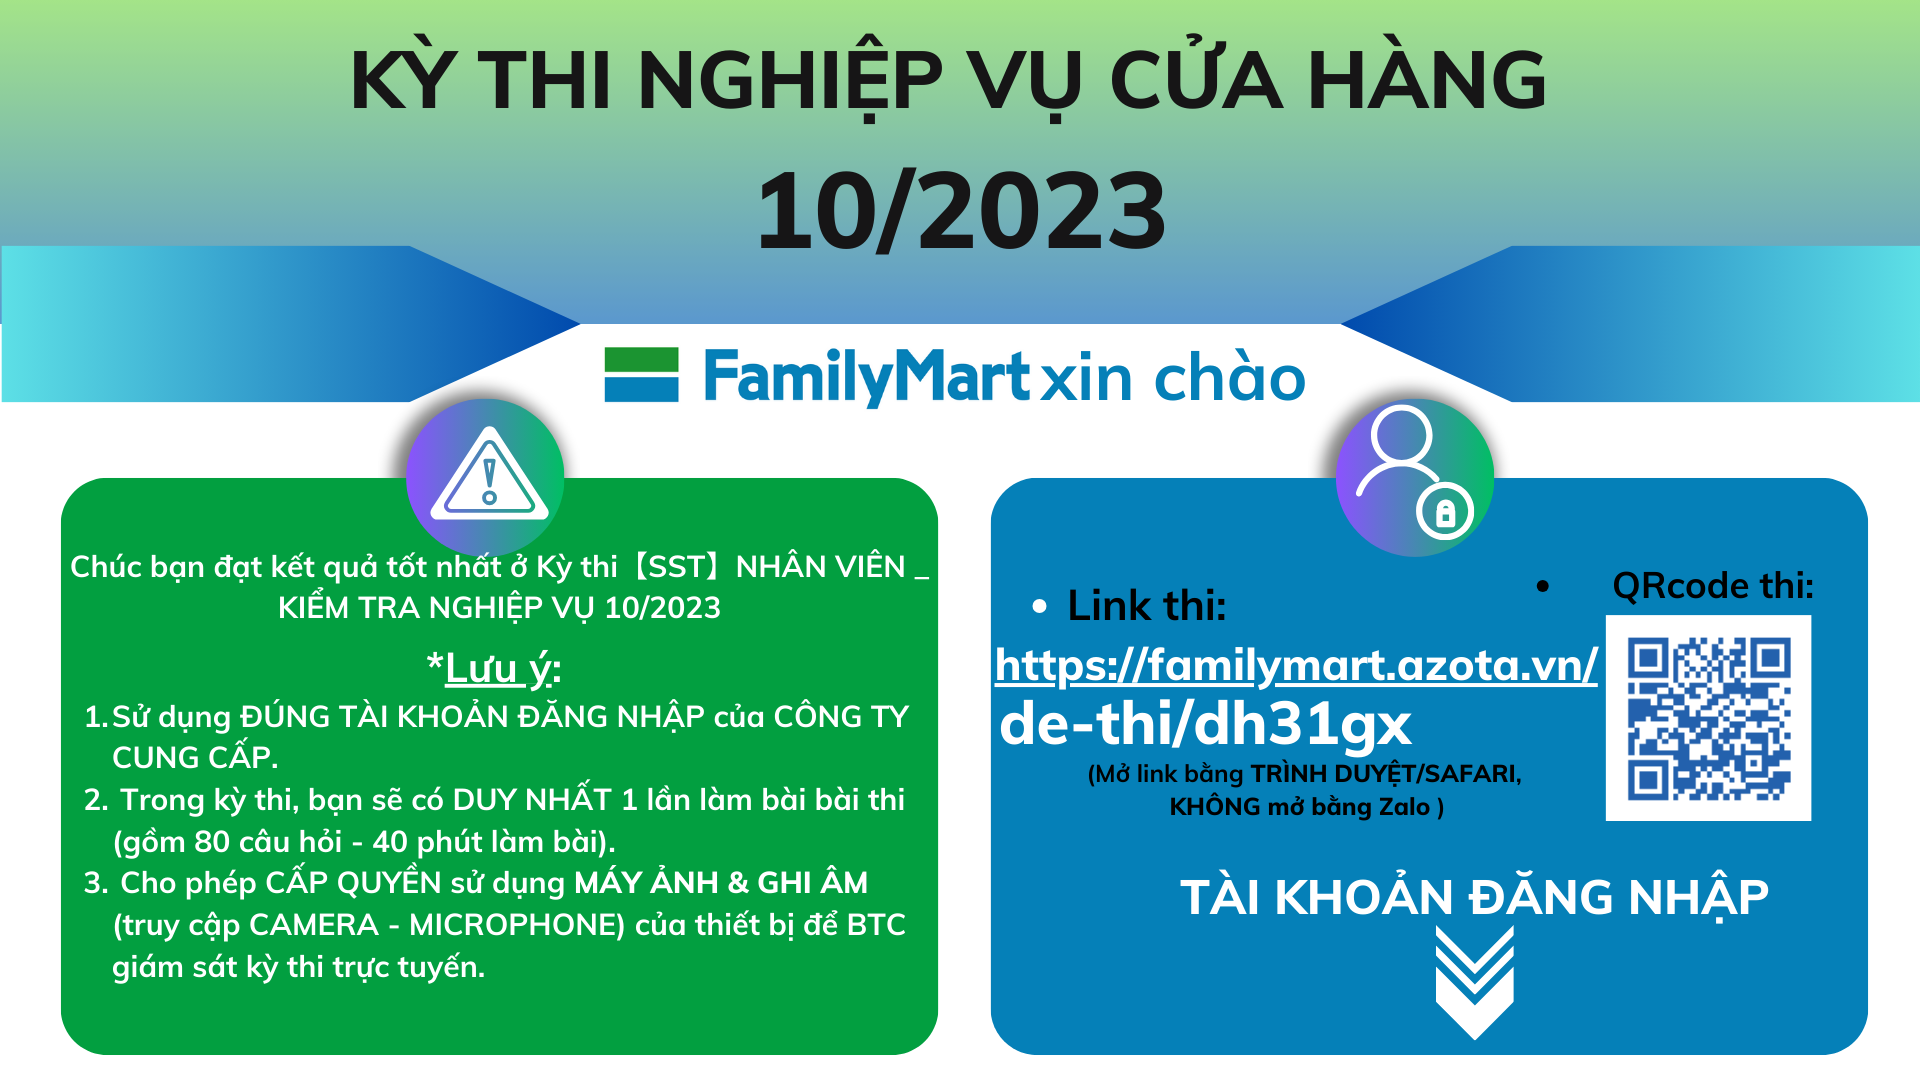 KỲ THI NGHIỆP VỤ CỬA HÀNG
10/2023
FamilyMart xin chào
Chúc bạn đạt kết quả tốt nhất ở Kỳ thi【SST】NHÂN VIÊN _
KIỂM TRA NGHIỆP VỤ 10/2023
*Lưu ý:
1. Sử dụng ĐÚNG TÀI KHOẢN ĐĂNG NHẬP của CÔNG TY
CUNG CẤP.
2. Trong kỳ thi, bạn sẽ có DUY NHẤT 1 lần làm bài bài thi
(gồm 80 câu hỏi - 40 phút làm bài).
3. Cho phép CẤP QUYỀN sử dụng MÁY ẢNH & GHI ÂM
(truy cập CAMERA - MICROPHONE) của thiết bị để BTC
giám sát kỳ thi trực tuyến.
• Link thi:
https://familymart.azota.vn/
de-thi/dh31gx
(Mở link bằng TRÌNH DUYỆT/SAFARI,
KHÔNG mở bằng Zalo )
• QRcode thi:
TÀI KHOẢN ĐĂNG NHẬP